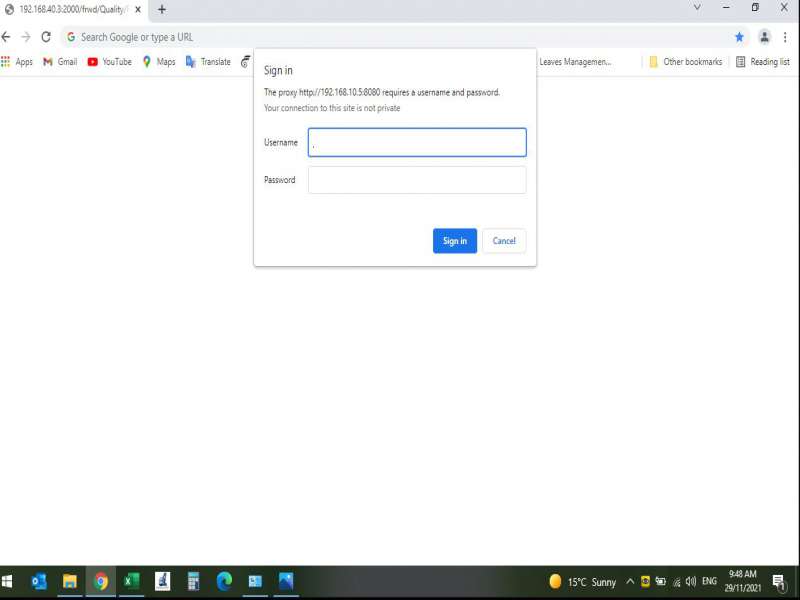 192.168.40.3:2000/frwd/Quality/
Search Google or type a URL
Apps Gmail YouTube Maps Translate Leaves Managemen... Other bookmarks Reading list
Sign in
The proxy http://192.168.10.5:8080 requires a username and password.
Your connection to this site is not private
Username .
Password
Sign in Cancel
15°C Sunny ENG 9:48 AM
29/11/2021 1